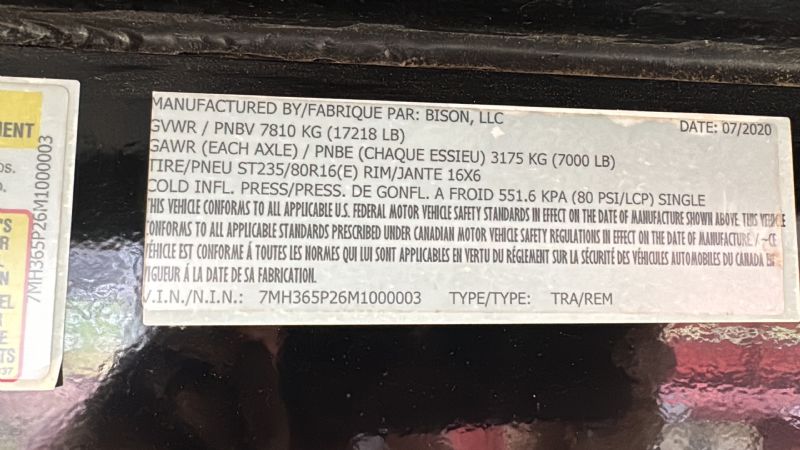 MANUFACTURED BY/FABRIQUE PAR: BISON, LLC
DATE: 07/2020
GVWR / PNBV 7810 KG (17218 LB)
GAWR (EACH AXLE) / PNBE (CHAQUE ESSIEU) 3175 KG (7000 LB)
TIRE/PNEU ST235/80R16(E) RIM/JANTE 16X6
COLD INFL. PRESS/PRESS. DE GONFL. A FROID 551.6 KPA (80 PSI/LCP) SINGLE
THIS VEHICLE CONFORMS TO ALL APPLICABLE U.S. FEDERAL MOTOR VEHICLE SAFETY STANDARDS IN EFFECT ON THE DATE OF MANUFACTURE SHOWN ABOVE. THIS VEHICLE
CONFORMS TO ALL APPLICABLE STANDARDS PRESCRIBED UNDER CANADIAN MOTOR VEHICLE SAFETY REGULATIONS IN EFFECT ON THE DATE OF MANUFACTURE / ~CE
VÉHICLE EST CONFORME Á TOUTES LES NORMES QUI LUI SONT APPLICABLES EN VERTU DU RÉGLEMENT SUR LA SÉCURITÉ DES VÉHICULES AUTOMOBILES DU CANADA EN
VIGUEUR Á LA DATE DE SA FABRICATION.
V.I.N./N.I.N.: 7MH365P26M1000003 TYPE/TYPE: TRA/REM
7MH365P26M1000003
MENT